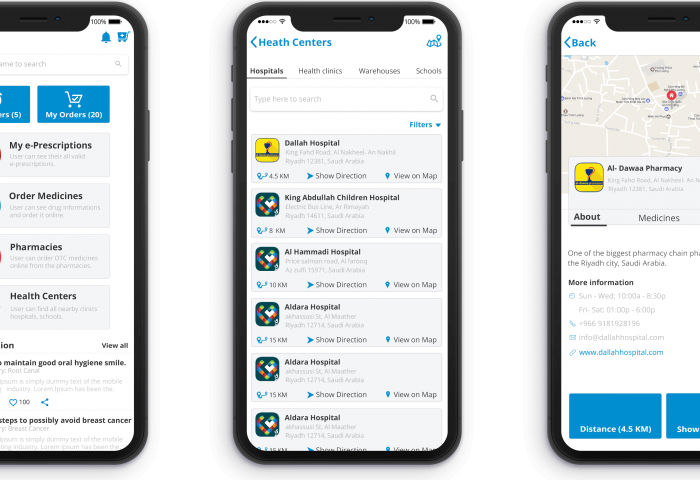 100%
ame to search
ers (5)
My Orders (20)
My e-Prescriptions
User can see their all valid
e-prescriptions.
Order Medicines
User can see drug informations
and order it online.
Pharmacies
User can order OTC medicines
online from the pharmacies.
Health Centers
User can find all nearby clinics
hospitals, schools.
ion
View all
o maintain good oral hygiene smile.
ry: Root Canal
Ipsum is simply dummy text of the mobile
g industry. Lorem Ipsum has been the.
100
steps to possibly avoid breast cancer
ry: Breast Cancer
Ipsum is simply dummy text of the mobile
ting industry. Lorem Ipsum has been the.
100%
Heath Centers
Hospitals
Health clinics
Warehouses
Schools
Type here to search
Filters
Dallah Hospital
King Fahd Road, Al Nakheel. An Nakhil
Riyadh 12381, Saudi Arabia
4.5 KM
Show Direction
View on Map
King Abdullah Children Hospital
Electric Bus Line, Ar Rimayah
Riyadh 14611, Saudi Arabia
8 KM
Show Direction
View on Map
Al Hammadi Hospital
Price salman road, Al farooq
Az zulfi 15971, Saudi Arabia
10 KM
Show Direction
View on Map
Aldara Hospital
akhassusi St, Al Maather
Riyadh 12714, Saudi Arabia
15 KM
Show Direction
View on Map
Aldara Hospital
akhassusi St, Al Maather
Riyadh 12714, Saudi Arabia
15 KM
Show Direction
View on Map
Aldara Hospital
akhassusi St, Al Maather
Riyadh 12714, Saudi Arabia
15 KM
Show Direction
View on Map
Back
Al- Dawaa Pharmacy
King Fahd Road, Al Nakheel. An N
Riyadh 12381, Saudi Arabia
About
Medicines
One of the biggest pharmacy chain pha
the Riyadh city, Saudi Arabia.
More information
Sun - Wed: 10:00a - 8:30p
Fri- Sat: 01:00p - 6:00p
+966 9181928196
info@dallahospital.com
www.dallahhospital.com
Distance (4.5 KM)
Show